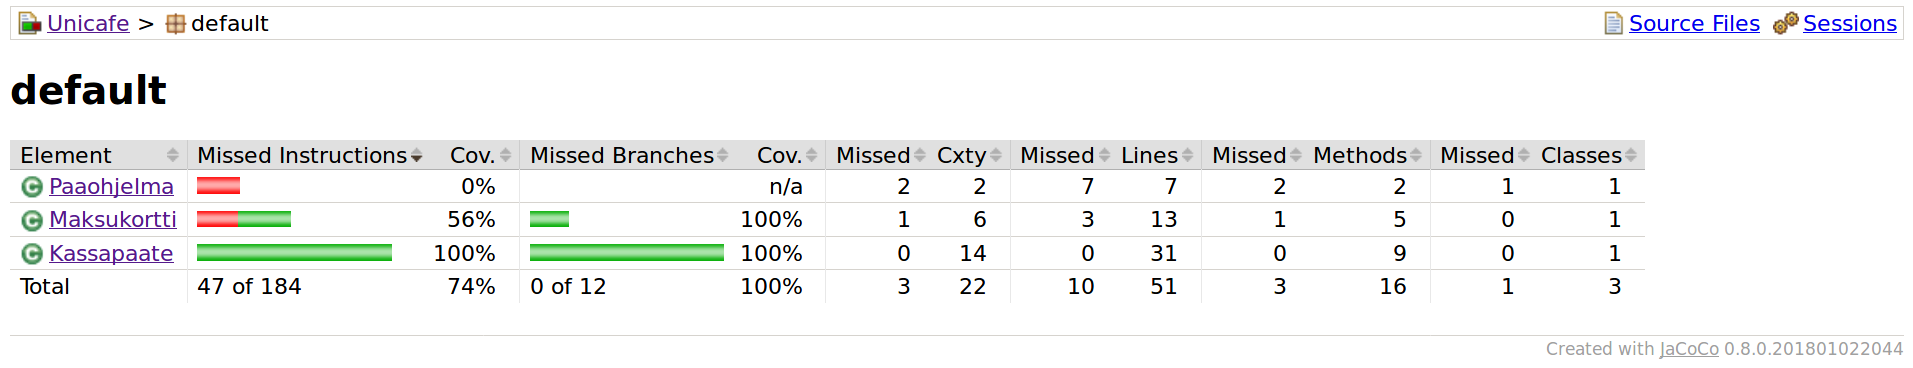 Unicafe > default Source Files Sessions
default
Element Missed Instructions Cov. Missed Branches Cov. Missed Cxty Missed Lines Missed Methods Missed Classes
Paaohjelma 0% n/a 2 2 7 7 2 2 1 1
Maksukortti 56% 100% 1 6 3 13 1 5 0 1
Kassapaate 100% 100% 0 14 0 31 0 9 0 1
Total 47 of 184 74% 0 of 12 100% 3 22 10 51 3 16 1 3
Created with JaCoCo 0.8.0.201801022044